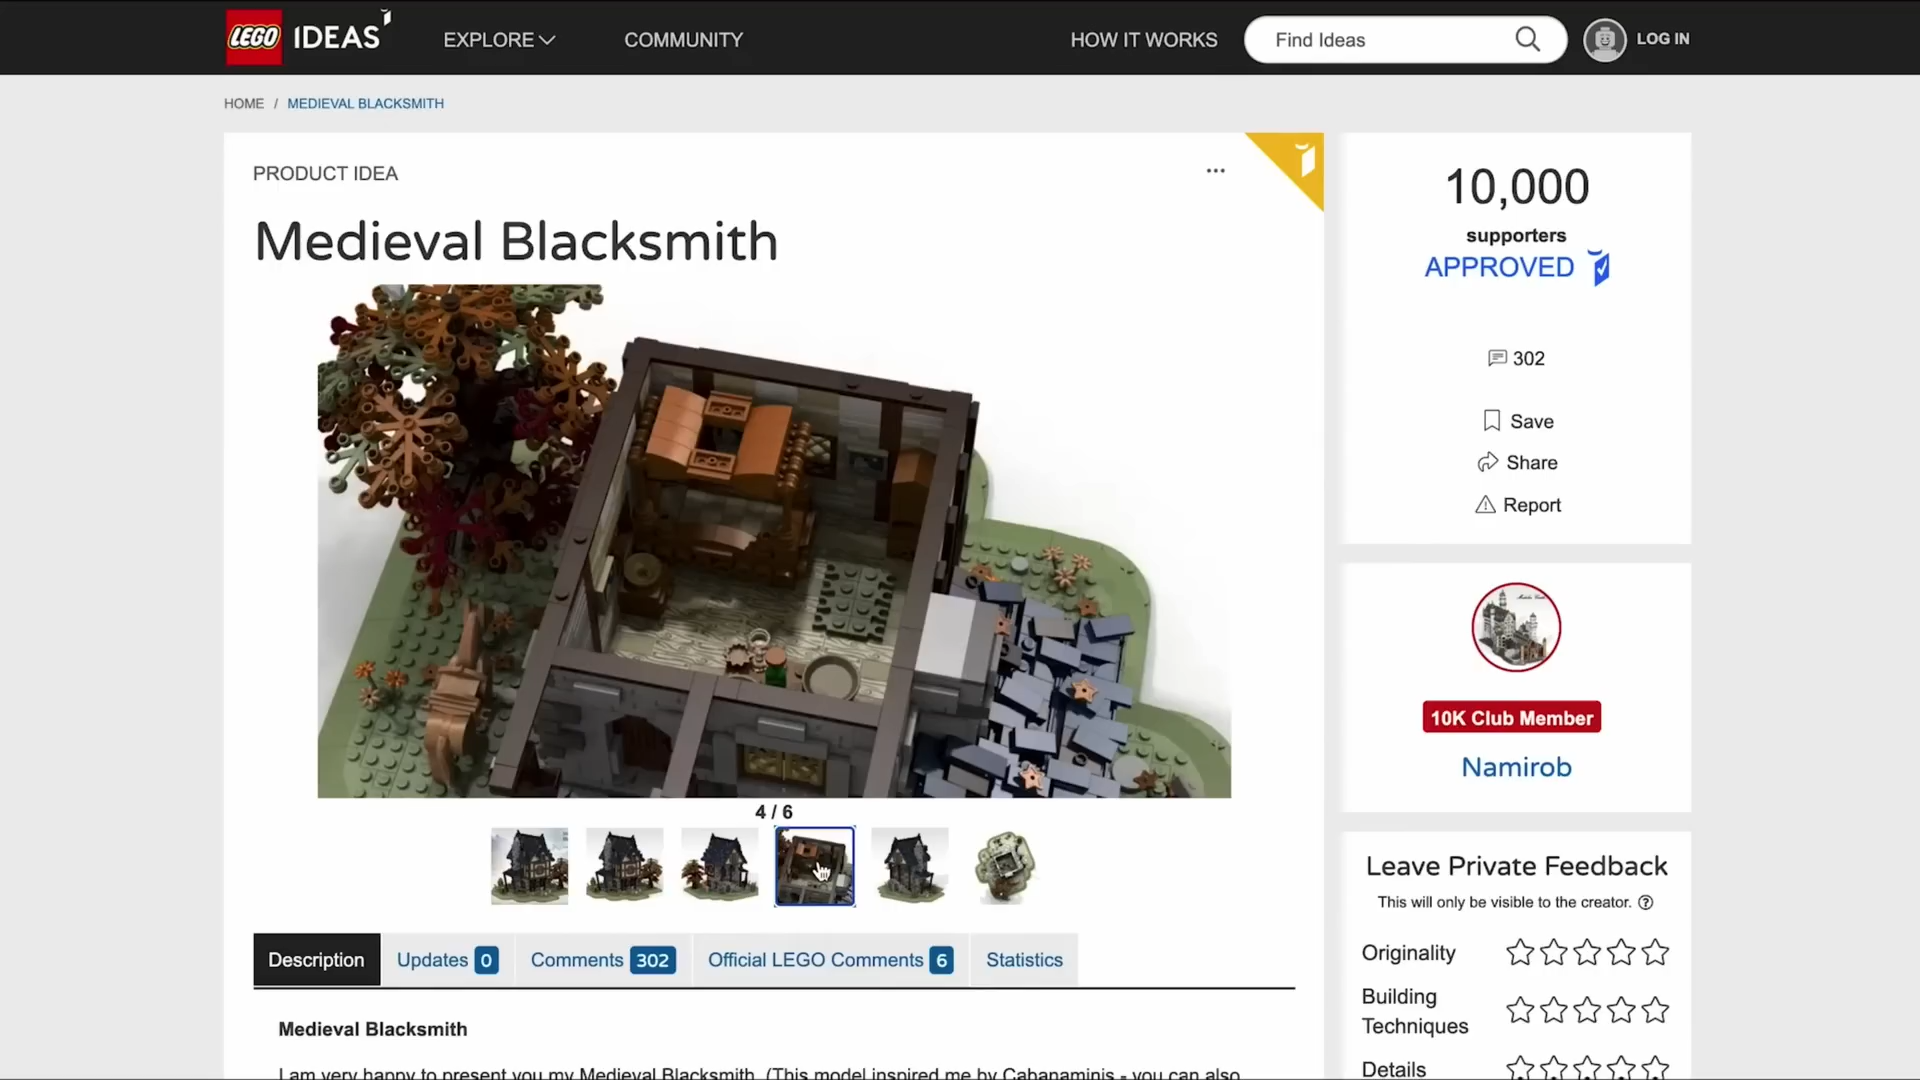 LEGO IDEAS EXPLORE COMMUNITY HOW IT WORKS Find Ideas LOG IN
HOME / MEDIEVAL BLACKSMITH
PRODUCT IDEA
...
Medieval Blacksmith
4 / 6
Description Updates 0 Comments 302 Official LEGO Comments 6 Statistics
Medieval Blacksmith
I am very happy to present you my Medieval Blacksmith. (This model inspired me by Cabanaminis - you can also
10,000
supporters
APPROVED
302
Save
Share
Report
10K Club Member
Namirob
Leave Private Feedback
This will only be visible to the creator. ?
Originality
Building
Techniques
Details